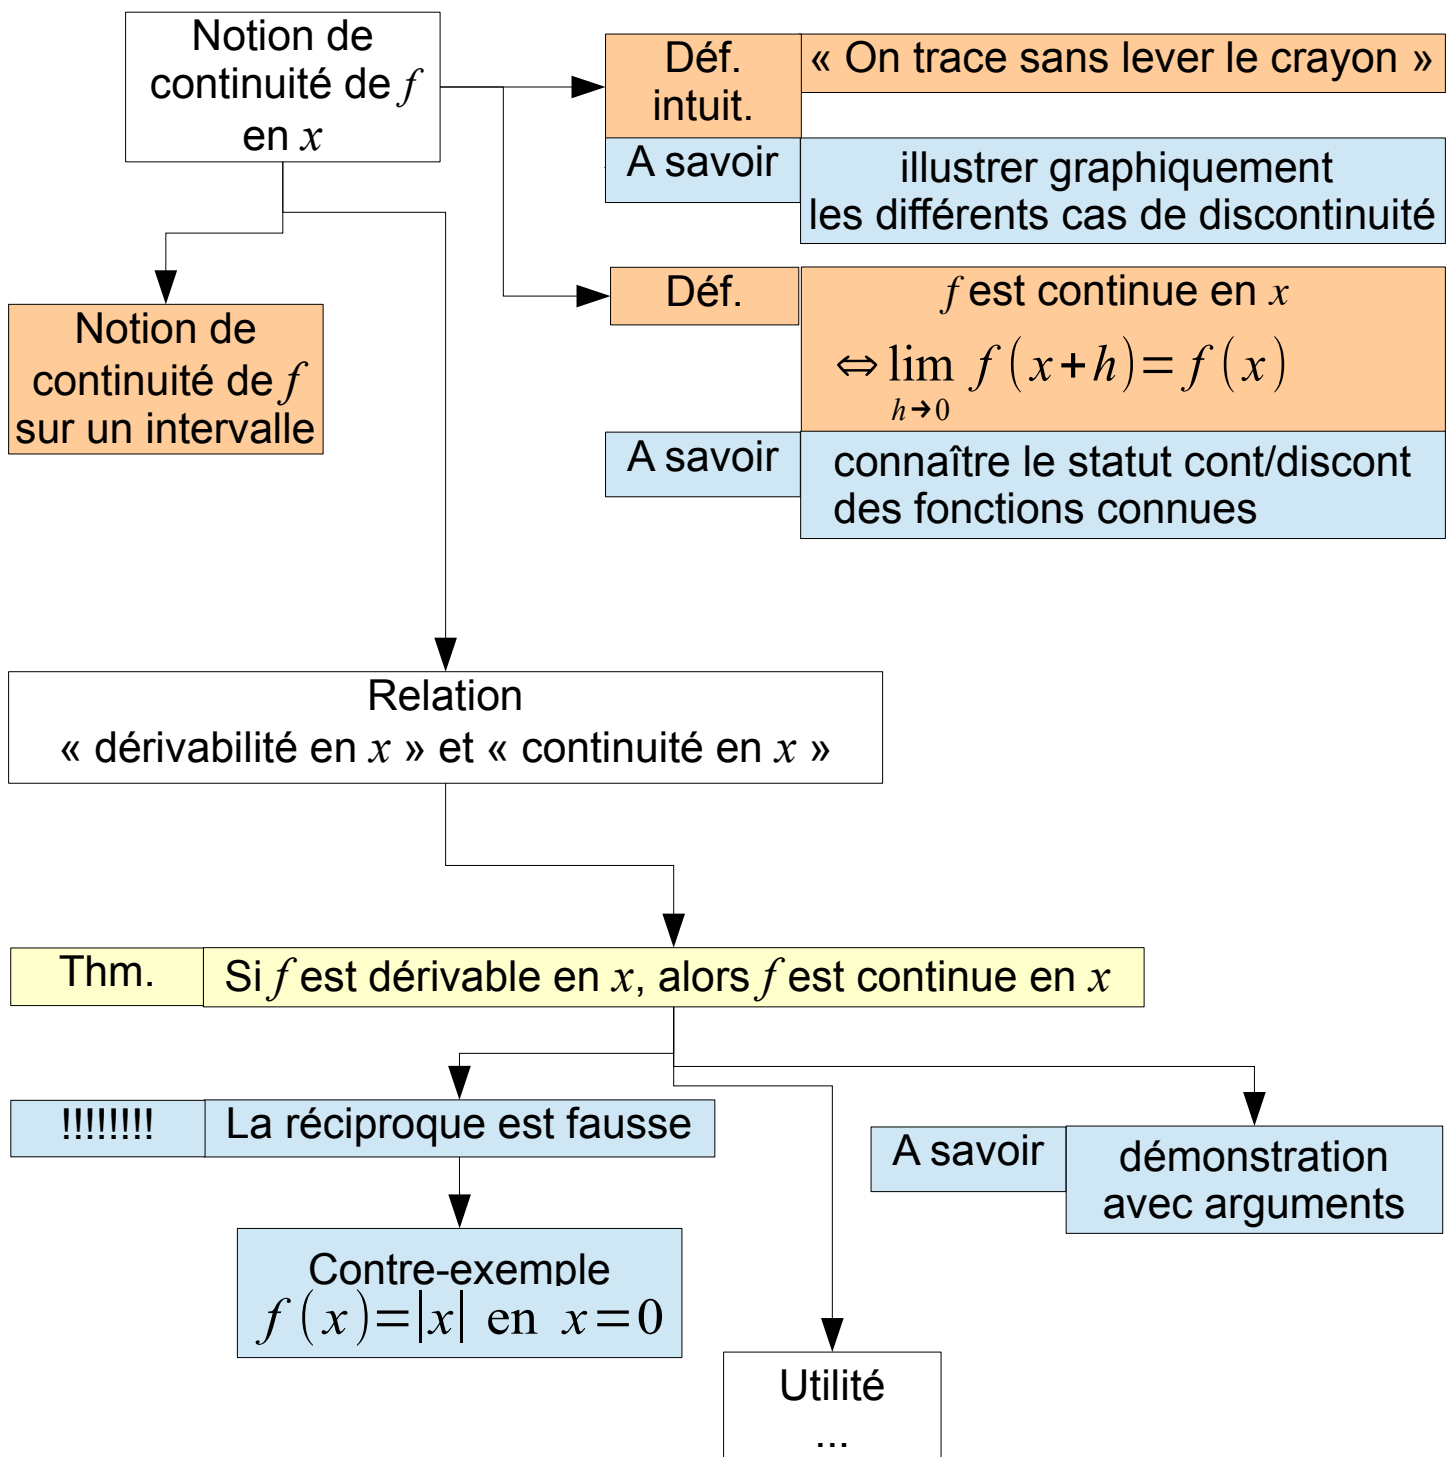 Notion de
continuité de f
en x
Déf.
intuit.
« On trace sans lever le crayon »
A savoir
illustrer graphiquement
les différents cas de discontinuité
Déf.
f est continue en x
⇔ lim f(x+h)=f(x)
h→0
A savoir
connaître le statut cont/discont
des fonctions connues
Notion de
continuité de f
sur un intervalle
Relation
« dérivabilité en x » et « continuité en x »
Thm.
Si f est dérivable en x, alors f est continue en x
!!!!!!!!
La réciproque est fausse
A savoir
démonstration
avec arguments
Contre-exemple
f(x)=|x| en x=0
Utilité
...